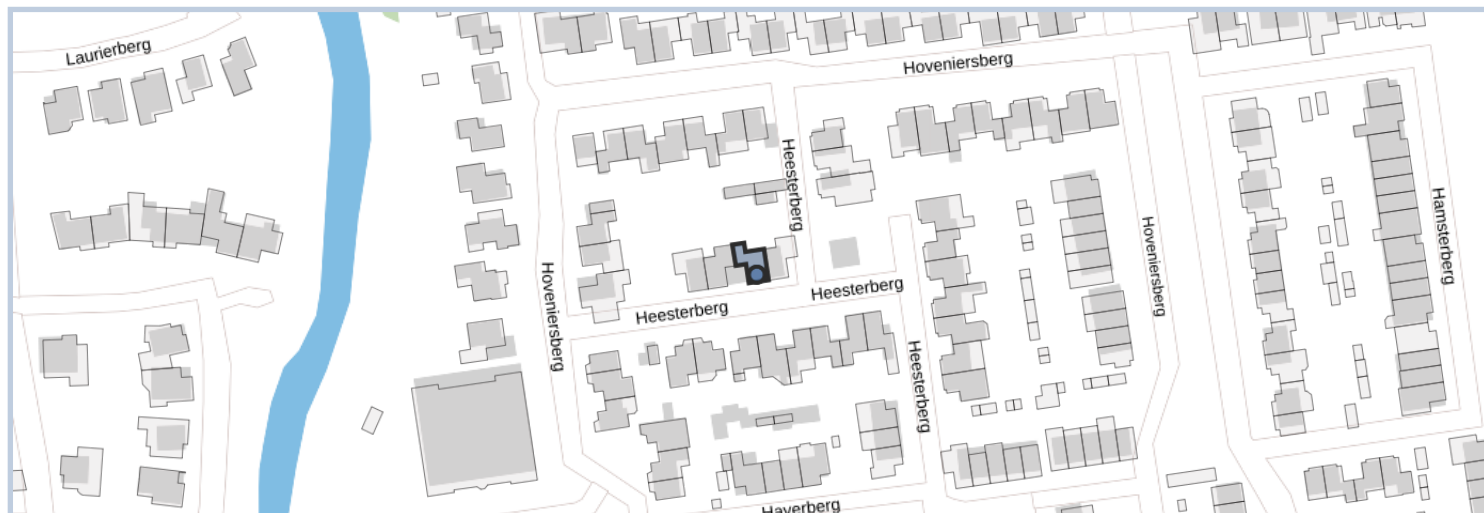 Laurierberg
Hoveniersberg
Heesterberg
Hamsterberg
Hoveniersberg
Hoveniersberg
Heesterberg
Heesterberg
Heesterberg
Haverberg